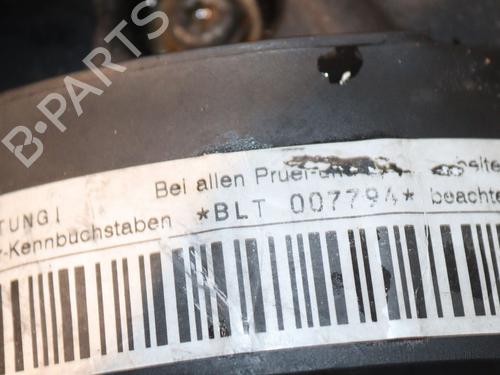 B-PARTS
TUNG!
Bei allen Pruef-
-Kennbuchstaben *BLT 007794* beachte